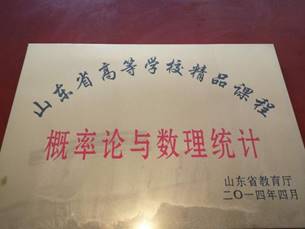 山东省高等学校精品课程
概率论与数理统计
山东省教育厅
二〇一四年四月